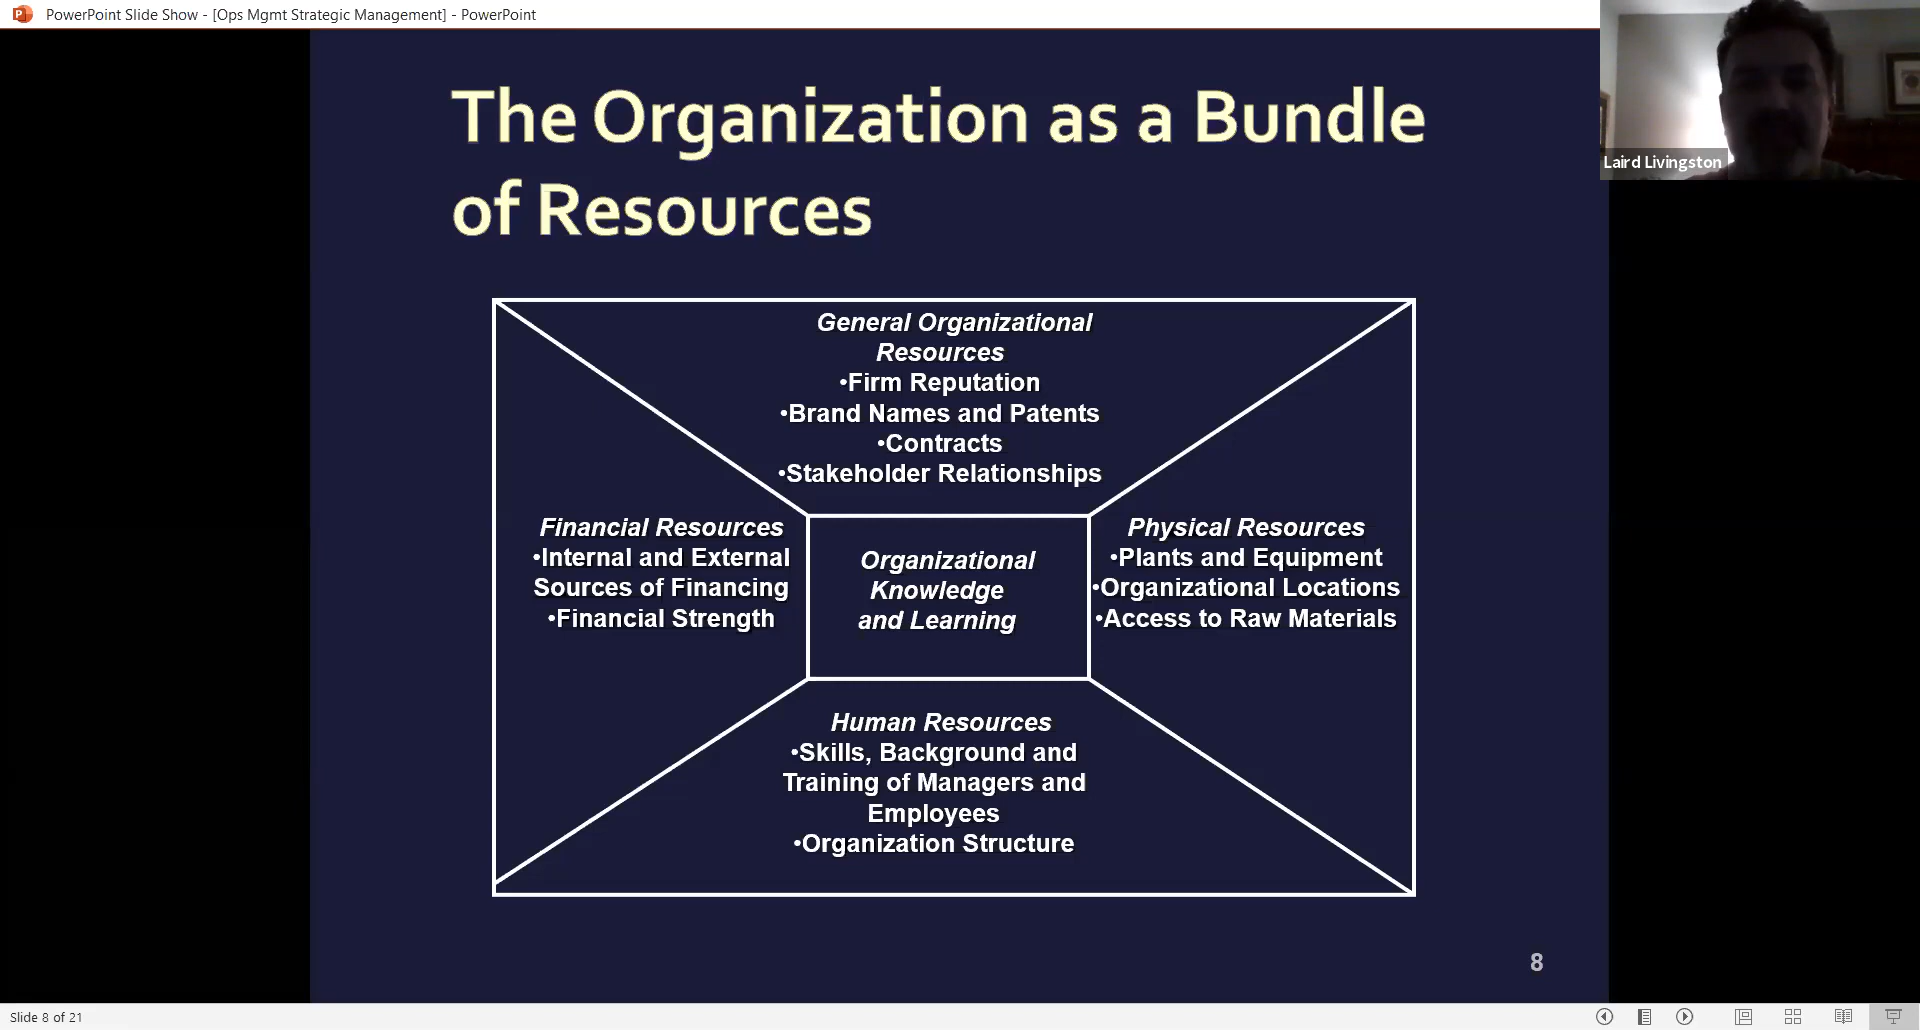 PowerPoint Slide Show - [Ops Mgmt Strategic Management] - PowerPoint
Laird Livingston
The Organization as a Bundle
of Resources
General Organizational
Resources
•Firm Reputation
•Brand Names and Patents
•Contracts
•Stakeholder Relationships
Financial Resources
•Internal and External
Sources of Financing
•Financial Strength
Organizational
Knowledge
and Learning
Physical Resources
•Plants and Equipment
•Organizational Locations
•Access to Raw Materials
Human Resources
•Skills, Background and
Training of Managers and
Employees
•Organization Structure
8
Slide 8 of 21